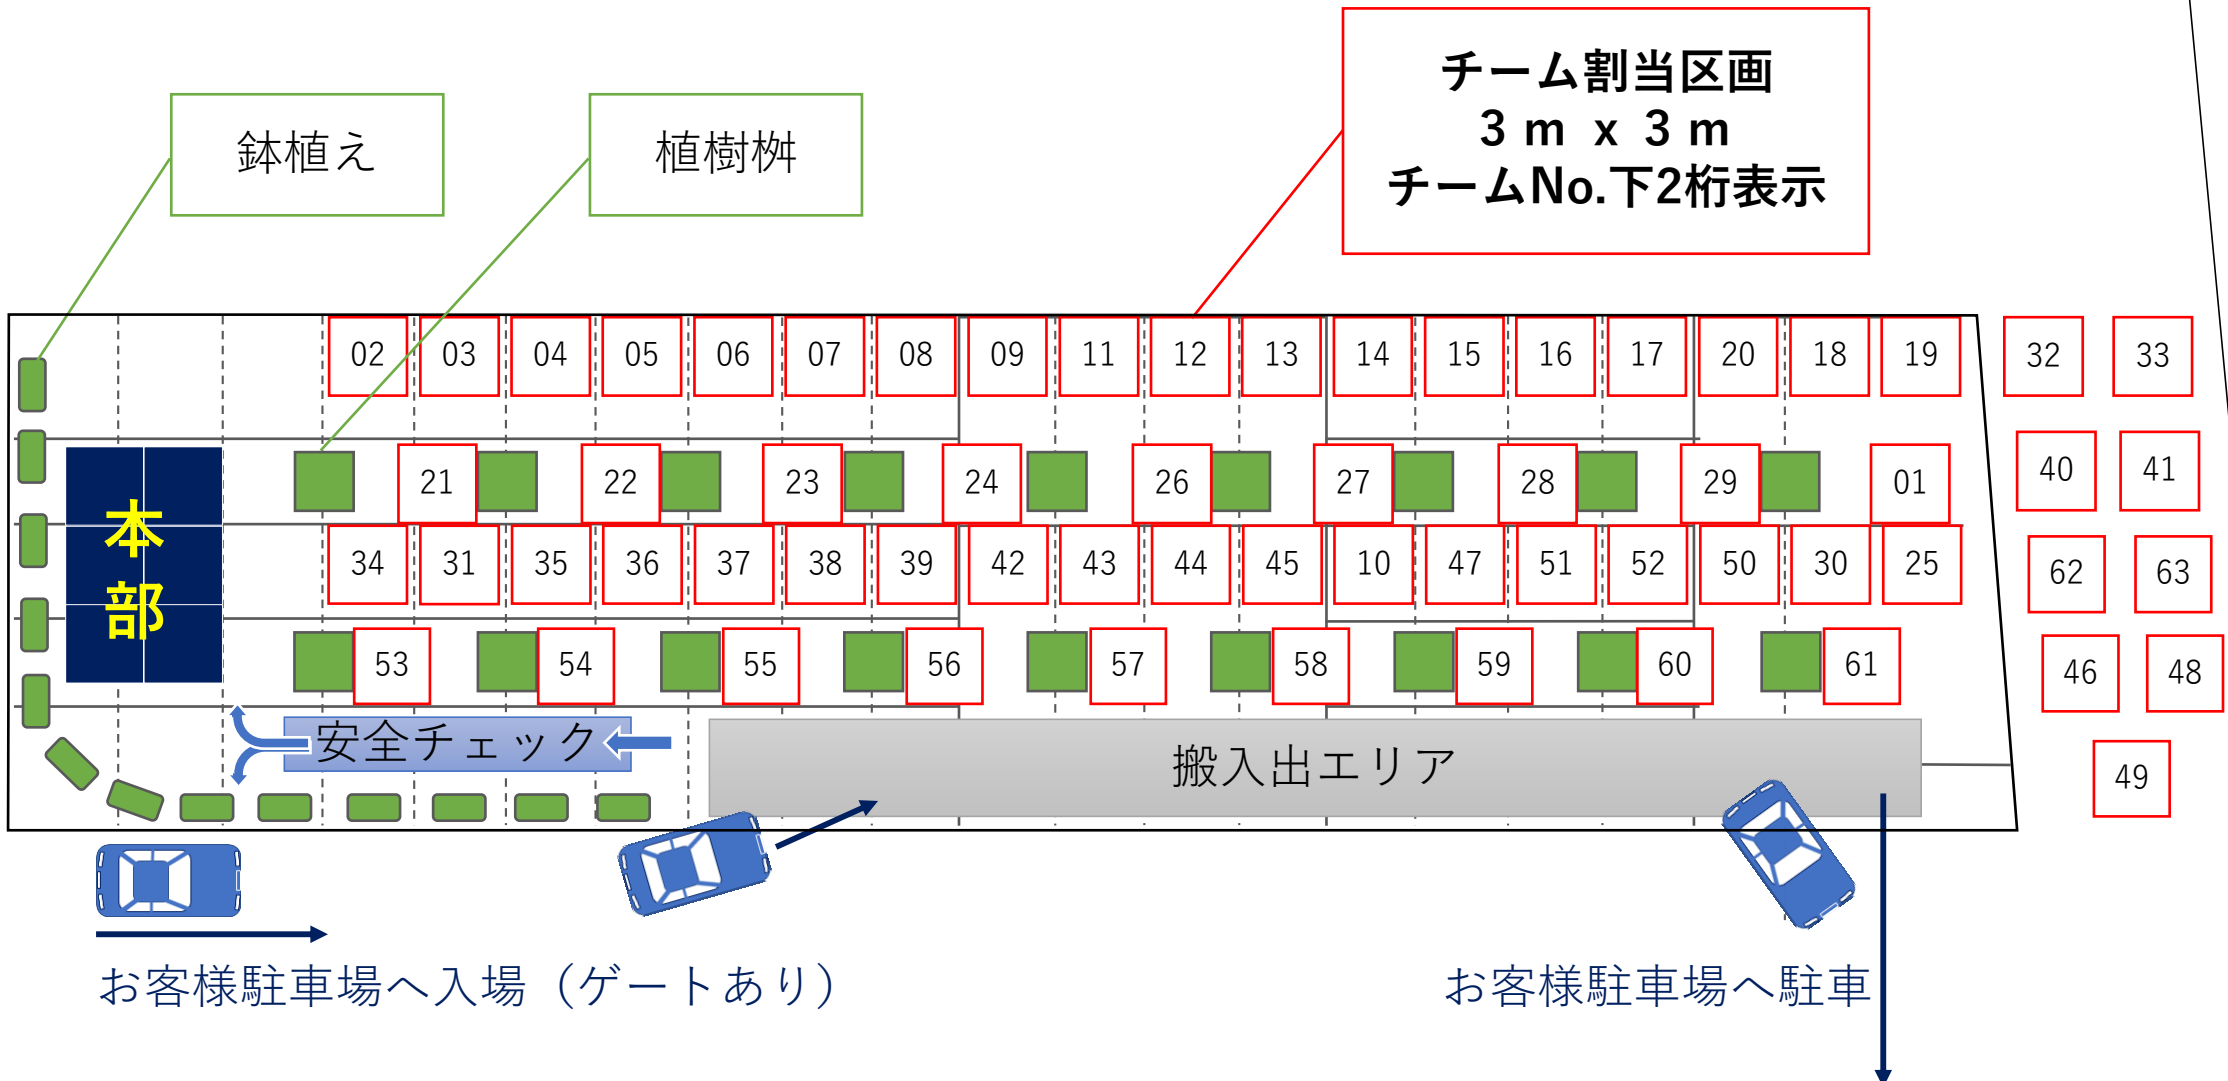 チーム割当区画
3 m x 3 m
チームNo.下2桁表示
鉢植え
植樹桝
02 03 04 05 06 07 08 09 11 12 13 14 15 16 17 20 18 19 32 33
21 22 23 24 26 27 28 29 01 40 41
本部
34 31 35 36 37 38 39 42 43 44 45 10 47 51 52 50 30 25 62 63
53 54 55 56 57 58 59 60 61 46 48
安全チェック
搬入出エリア
49
お客様駐車場へ入場（ゲートあり）
お客様駐車場へ駐車